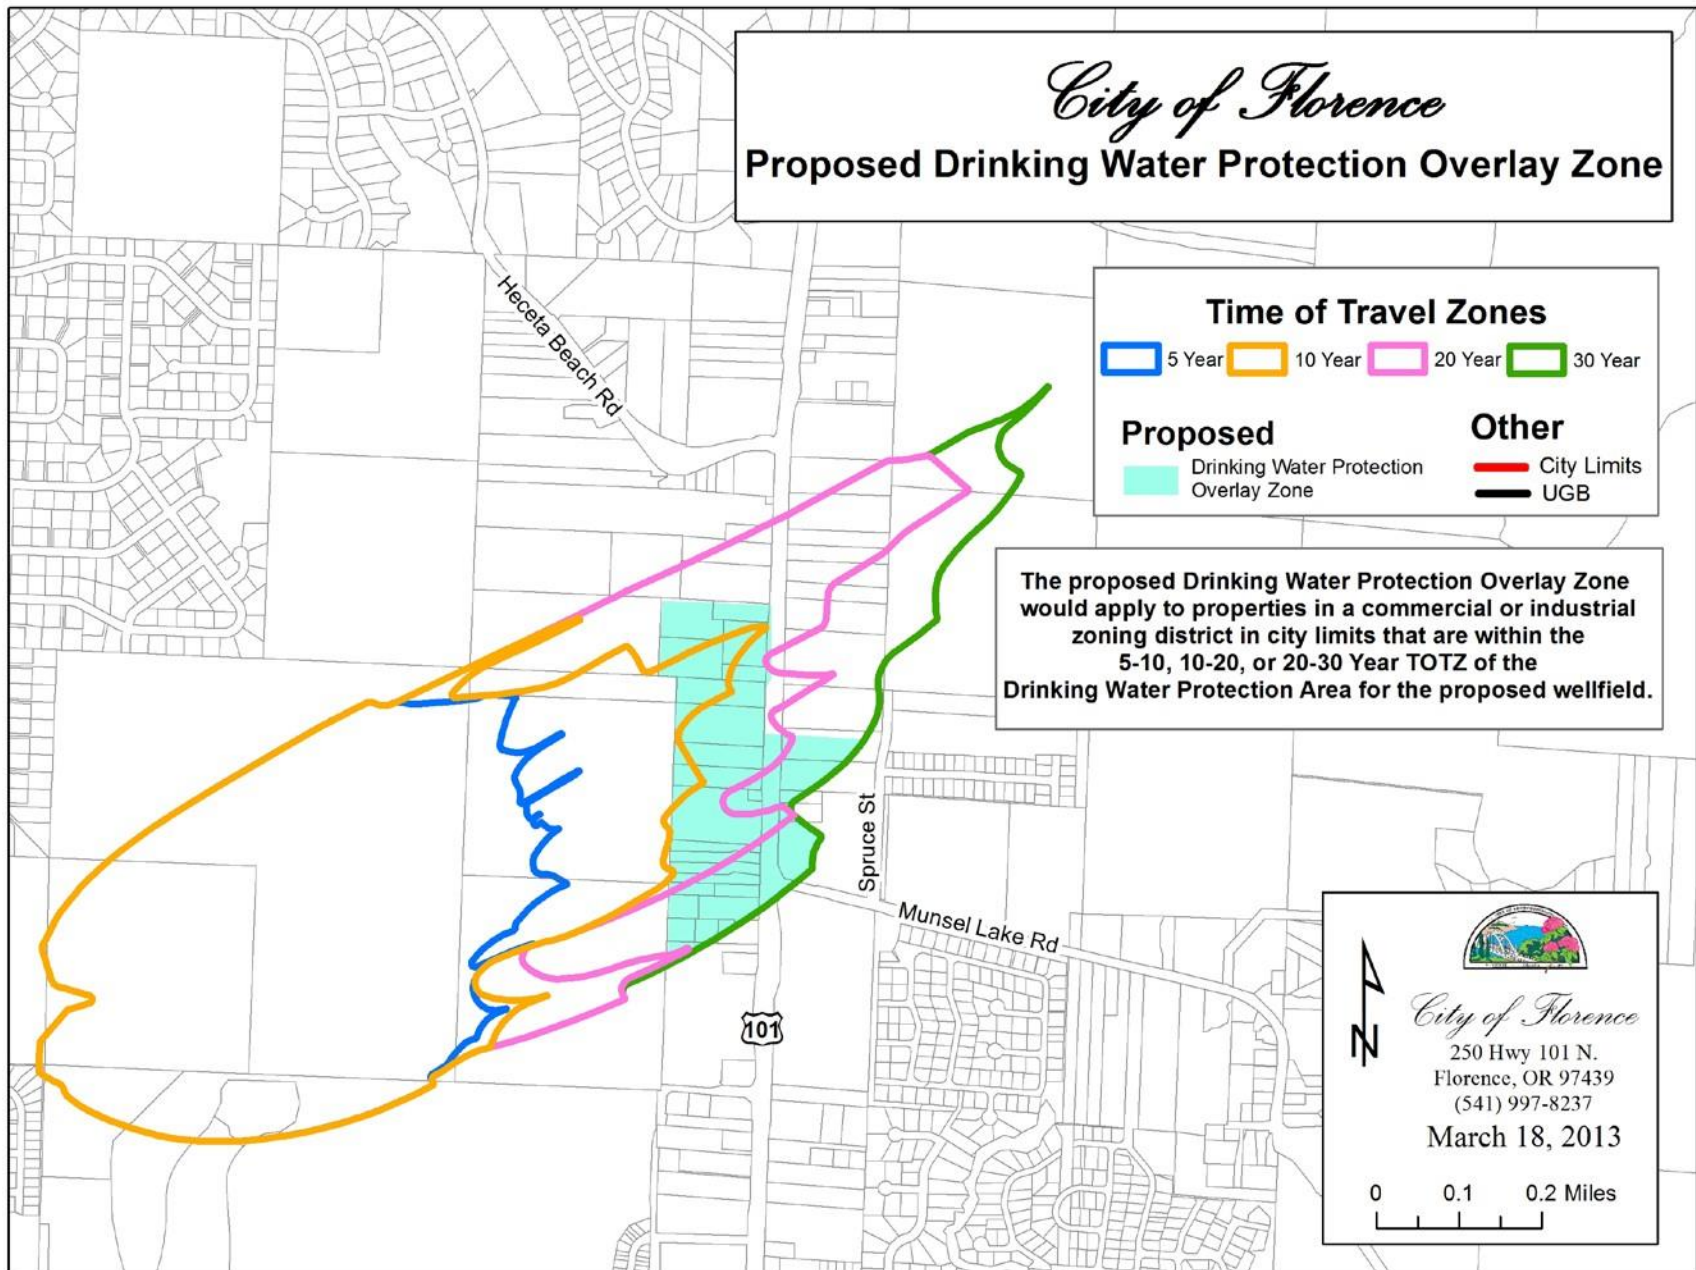 City of Florence
Proposed Drinking Water Protection Overlay Zone
Time of Travel Zones
5 Year
10 Year
20 Year
30 Year
Proposed
Drinking Water Protection
Overlay Zone
Other
City Limits
UGB
The proposed Drinking Water Protection Overlay Zone
would apply to properties in a commercial or industrial
zoning district in city limits that are within the
5-10, 10-20, or 20-30 Year TOTZ of the
Drinking Water Protection Area for the proposed wellfield.
Heceta Beach Rd
Spruce St
Munsel Lake Rd
101
N
City of Florence
250 Hwy 101 N.
Florence, OR 97439
(541) 997-8237
March 18, 2013
0 0.1 0.2 Miles